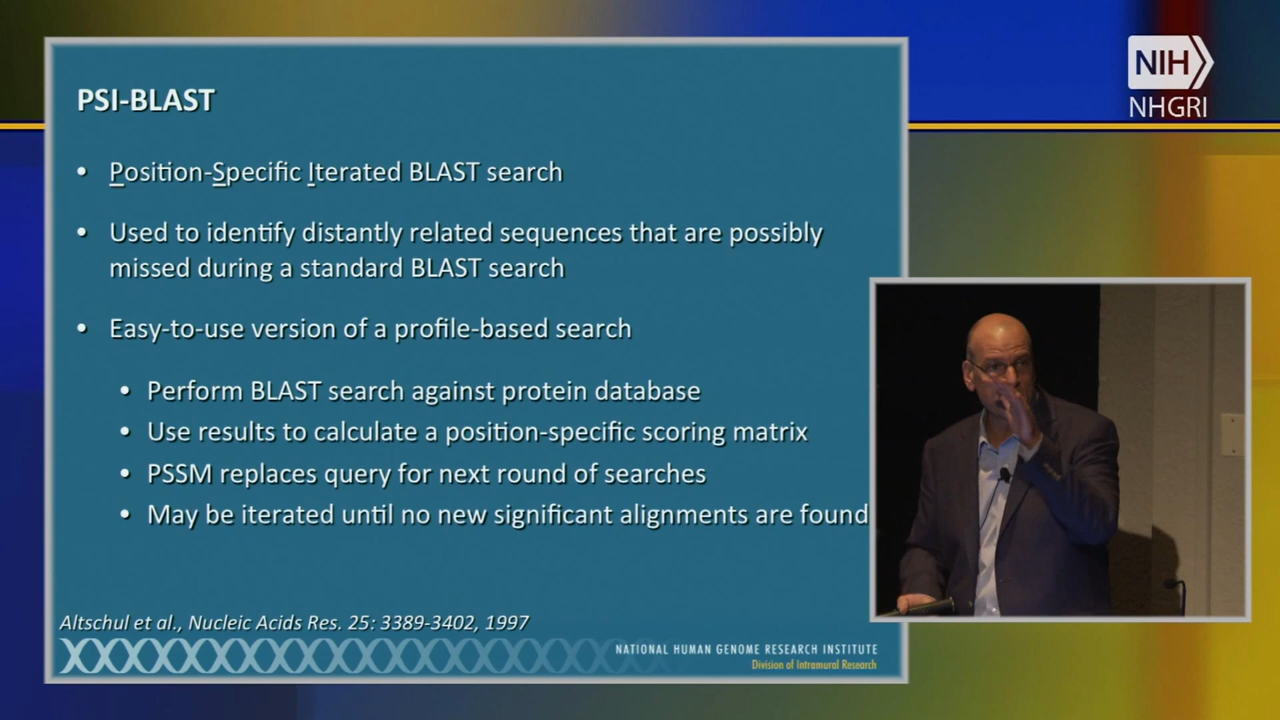 PSI-BLAST
• Position-Specific Iterated BLAST search
• Used to identify distantly related sequences that are possibly
missed during a standard BLAST search
• Easy-to-use version of a profile-based search
• Perform BLAST search against protein database
• Use results to calculate a position-specific scoring matrix
• PSSM replaces query for next round of searches
• May be iterated until no new significant alignments are found
Altschul et al., Nucleic Acids Res. 25: 3389-3402, 1997
NATIONAL HUMAN GENOME RESEARCH INSTITUTE
Division of Intramural Research
NIH
NHGRI